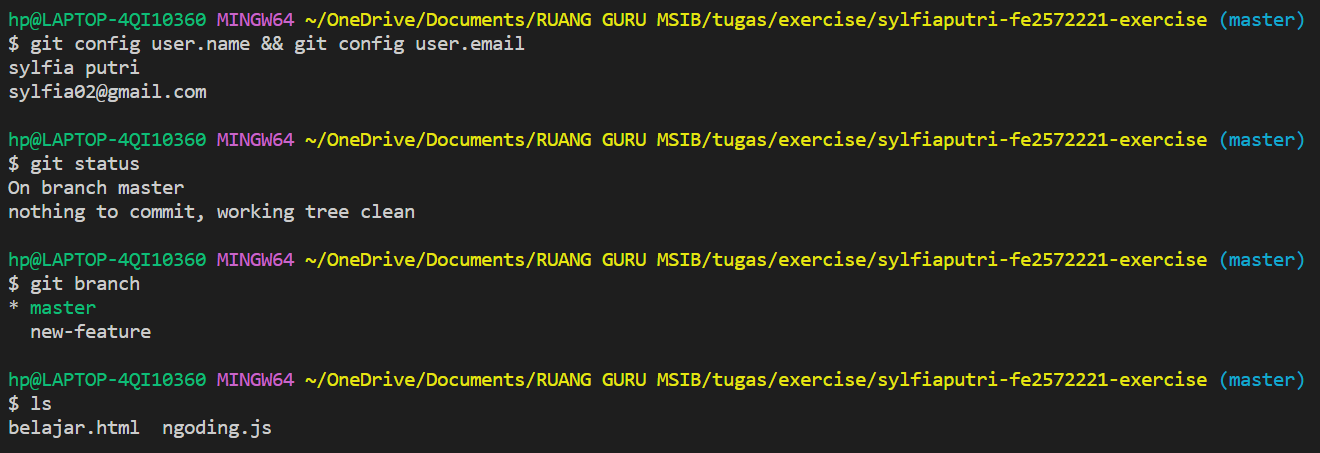 hp@LAPTOP-4QI10360 MINGW64 ~/OneDrive/Documents/RUANG GURU MSIB/tugas/exercise/sylfiaputri-fe2572221-exercise (master)
$ git config user.name && git config user.email
sylfia putri
sylfia02@gmail.com
hp@LAPTOP-4QI10360 MINGW64 ~/OneDrive/Documents/RUANG GURU MSIB/tugas/exercise/sylfiaputri-fe2572221-exercise (master)
$ git status
On branch master
nothing to commit, working tree clean
hp@LAPTOP-4QI10360 MINGW64 ~/OneDrive/Documents/RUANG GURU MSIB/tugas/exercise/sylfiaputri-fe2572221-exercise (master)
$ git branch
* master
  new-feature
hp@LAPTOP-4QI10360 MINGW64 ~/OneDrive/Documents/RUANG GURU MSIB/tugas/exercise/sylfiaputri-fe2572221-exercise (master)
$ ls
belajar.html  ngoding.js